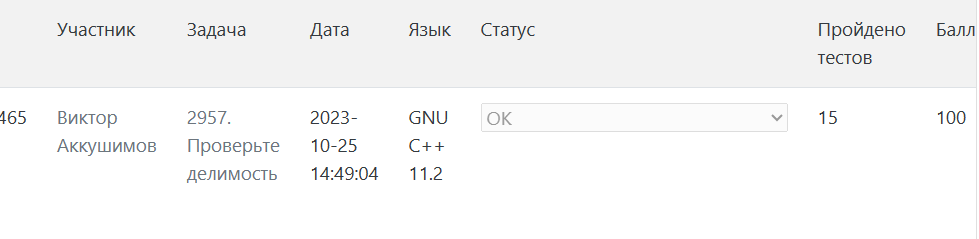 Участник Задача Дата Язык Статус Пройдено тестов Балл
465 Виктор Аккушимов 2957. Проверьте делимость 2023-10-25 14:49:04 GNU C++ 11.2 OK 15 100